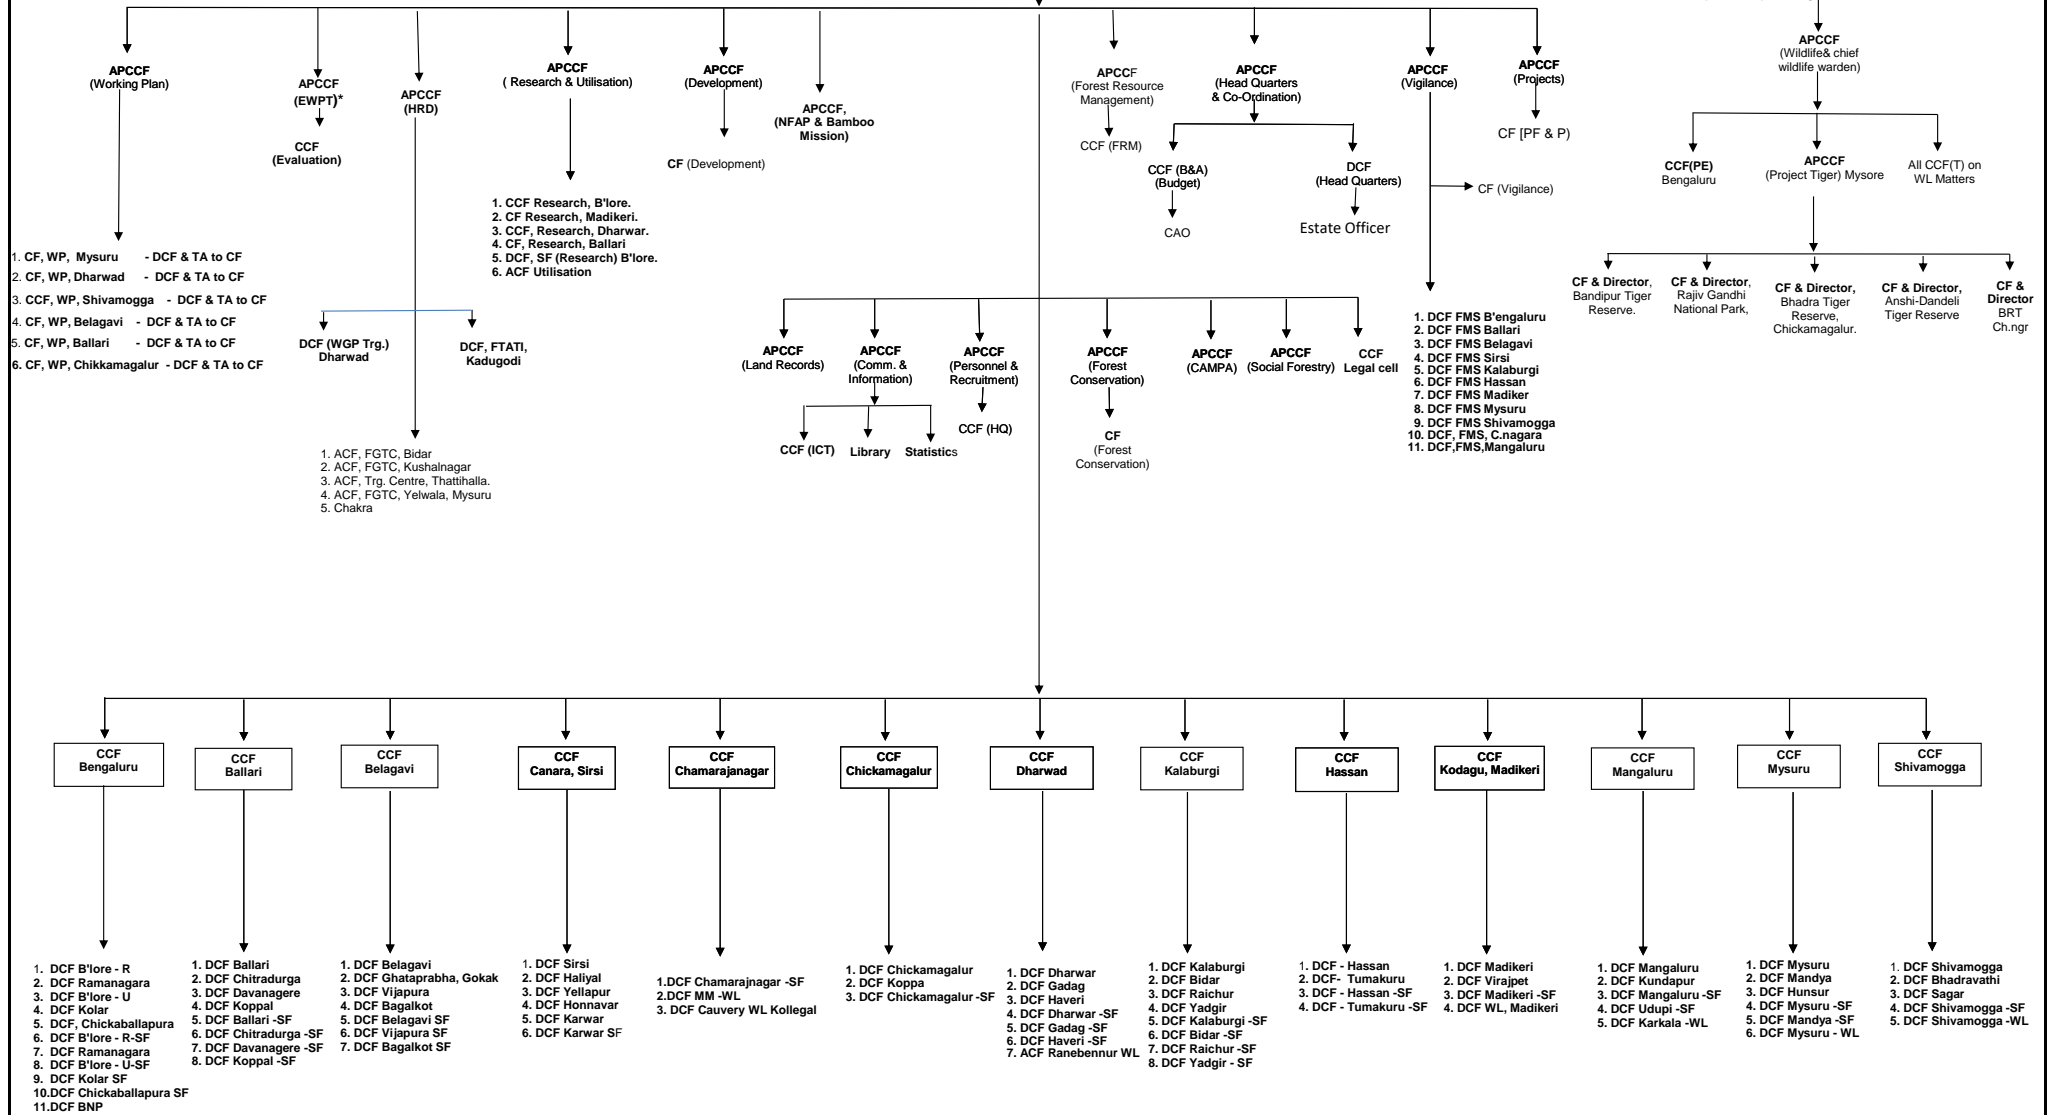 APCCF
(Working Plan)
APCCF
(EWPT)*
CCF
(Evaluation)
APCCF
(HRD)
APCCF
( Research & Utilisation)
APCCF
(Development)
CF (Development)
APCCF,
(NFAP & Bamboo
Mission)
APCCF
(Forest Resource
Management)
CCF (FRM)
APCCF
(Head Quarters
& Co-Ordination)
CCF (B&A)
(Budget)
CAO
DCF
(Head Quarters)
Estate Officer
APCCF
(Vigilance)
CF (Vigilance)
APCCF
(Projects)
CF [PF & P)
APCCF
(Wildlife& chief
wildlife warden)
CCF(PE)
Bengaluru
APCCF
(Project Tiger) Mysore
All CCF(T) on
WL Matters
1. CF, WP, Mysuru - DCF & TA to CF
2. CF, WP, Dharwad - DCF & TA to CF
3. CCF, WP, Shivamogga - DCF & TA to CF
4. CF, WP, Belagavi - DCF & TA to CF
5. CF, WP, Ballari - DCF & TA to CF
6. CF, WP, Chikkamagalur - DCF & TA to CF
DCF (WGP Trg.)
Dharwad
DCF, FTATI,
Kadugodi
1. ACF, FGTC, Bidar
2. ACF, FGTC, Kushalnagar
3. ACF, Trg. Centre, Thattihalla.
4. ACF, FGTC, Yelwala, Mysuru
5. Chakra
1. CCF Research, B'lore.
2. CF Research, Madikeri.
3. CCF, Research, Dharwar.
4. CF, Research, Ballari
5. DCF, SF (Research) B'lore.
6. ACF Utilisation
APCCF
(Land Records)
APCCF
(Comm. &
Information)
CCF (ICT)
Library
Statistics
APCCF
(Personnel &
Recruitment)
CCF (HQ)
APCCF
(Forest
Conservation)
CF
(Forest
Conservation)
APCCF
(CAMPA)
APCCF
(Social Forestry)
CCF
Legal cell
1. DCF FMS B'engaluru
2. DCF FMS Ballari
3. DCF FMS Belagavi
4. DCF FMS Sirsi
5. DCF FMS Kalaburgi
6. DCF FMS Hassan
7. DCF FMS Madiker
8. DCF FMS Mysuru
9. DCF FMS Shivamogga
10. DCF, FMS, C.nagara
11. DCF,FMS,Mangaluru
CF & Director,
Bandipur Tiger
Reserve.
CF & Director,
Rajiv Gandhi
National Park,
CF & Director,
Bhadra Tiger
Reserve,
Chickamagalur.
CF & Director,
Anshi-Dandeli
Tiger Reserve
CF &
Director
BRT
Ch.ngr
CCF
Bengaluru
CCF
Ballari
CCF
Belagavi
CCF
Canara, Sirsi
CCF
Chamarajanagar
CCF
Chickamagalur
CCF
Dharwad
CCF
Kalaburgi
CCF
Hassan
CCF
Kodagu, Madikeri
CCF
Mangaluru
CCF
Mysuru
CCF
Shivamogga
1. DCF B'lore - R
2. DCF Ramanagara
3. DCF B'lore - U
4. DCF Kolar
5. DCF, Chickaballapura
6. DCF B'lore - R-SF
7. DCF Ramanagara
8. DCF B'lore - U-SF
9. DCF Kolar SF
10.DCF Chickaballapura SF
11.DCF BNP
1. DCF Ballari
2. DCF Chitradurga
3. DCF Davanagere
4. DCF Koppal
5. DCF Ballari -SF
6. DCF Chitradurga -SF
7. DCF Davanagere -SF
8. DCF Koppal -SF
1. DCF Belagavi
2. DCF Ghataprabha, Gokak
3. DCF Vijapura
4. DCF Bagalkot
5. DCF Belagavi SF
6. DCF Vijapura SF
7. DCF Bagalkot SF
1. DCF Sirsi
2. DCF Haliyal
3. DCF Yellapur
4. DCF Honnavar
5. DCF Karwar
6. DCF Karwar SF
1.DCF Chamarajnagar -SF
2.DCF MM -WL
3. DCF Cauvery WL Kollegal
1. DCF Chickamagalur
2. DCF Koppa
3. DCF Chickamagalur -SF
1. DCF Dharwar
2. DCF Gadag
3. DCF Haveri
4. DCF Dharwar -SF
5. DCF Gadag -SF
6. DCF Haveri -SF
7. ACF Ranebennur WL
1. DCF Kalaburgi
2. DCF Bidar
3. DCF Raichur
4. DCF Yadgir
5. DCF Kalaburgi -SF
6. DCF Bidar -SF
7. DCF Raichur -SF
8. DCF Yadgir - SF
1. DCF - Hassan
2. DCF- Tumakuru
3. DCF - Hassan -SF
4. DCF - Tumakuru -SF
1. DCF Madikeri
2. DCF Virajpet
3. DCF Madikeri -SF
4. DCF WL, Madikeri
1. DCF Mangaluru
2. DCF Kundapur
3. DCF Mangaluru -SF
4. DCF Udupi -SF
5. DCF Karkala -WL
1. DCF Mysuru
2. DCF Mandya
3. DCF Hunsur
4. DCF Mysuru -SF
5. DCF Mandya -SF
6. DCF Mysuru - WL
1. DCF Shivamogga
2. DCF Bhadravathi
3. DCF Sagar
4. DCF Shivamogga -SF
5. DCF Shivamogga -WL